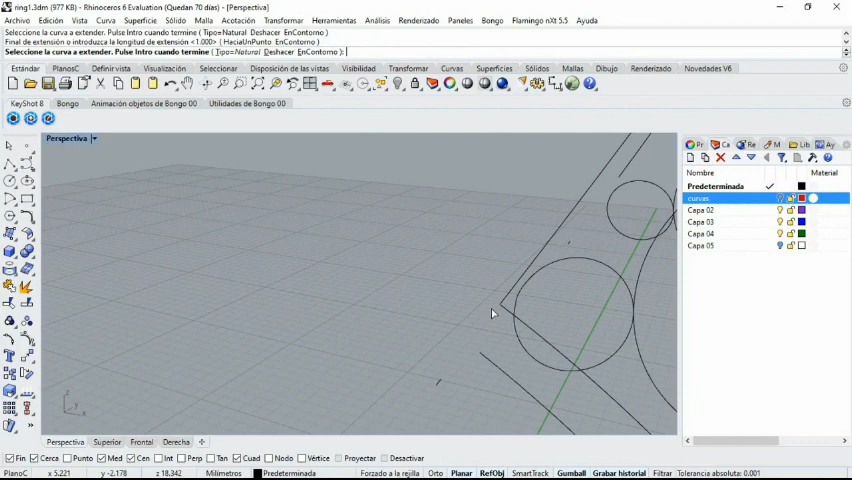 ring1.3dm (977 KB) - Rhinoceros 6 Evaluation (Quedan 70 días) - [Perspectiva]
Archivo Edición Vista Curva Superficie Sólido Malla Acotación Transformar Herramientas Análisis Renderizado Paneles Bongo Flamingo nXt 5.5 Ayuda
Seleccione la curva a extender. Pulse Intro cuando termine ( Tipo=Natural Deshacer EnContorno )
Final de extensión o introduzca la longitud de extensión <1.000> ( HaciaUnPunto EnContorno )
Seleccione la curva a extender. Pulse Intro cuando termine ( Tipo=Natural Deshacer EnContorno ):
Estándar PlanosC Definir vista Visualización Seleccionar Disposición de las vistas Visibilidad Transformar Curvas Superficies Sólidos Mallas Dibujo Renderizado Novedades V6
KeyShot 8 Bongo Animación objetos de Bongo 00 Utilidades de Bongo 00
Perspectiva
Pr Ca Re M Lib Ay
Nombre Material
Predeterminada
curvas
Capa 02
Capa 03
Capa 04
Capa 05
z y x
Perspectiva Superior Frontal Derecha
Fin Cerca Punto Med Cen Int Perp Tan Cuad Nodo Vértice Proyectar Desactivar
PlanoC x 5.221 y -2.178 z 18.342 Milímetros Predeterminada Forzado a la rejilla Orto Planar RefObj SmartTrack Gumball Grabar historial Filtrar Tolerancia absoluta: 0.001